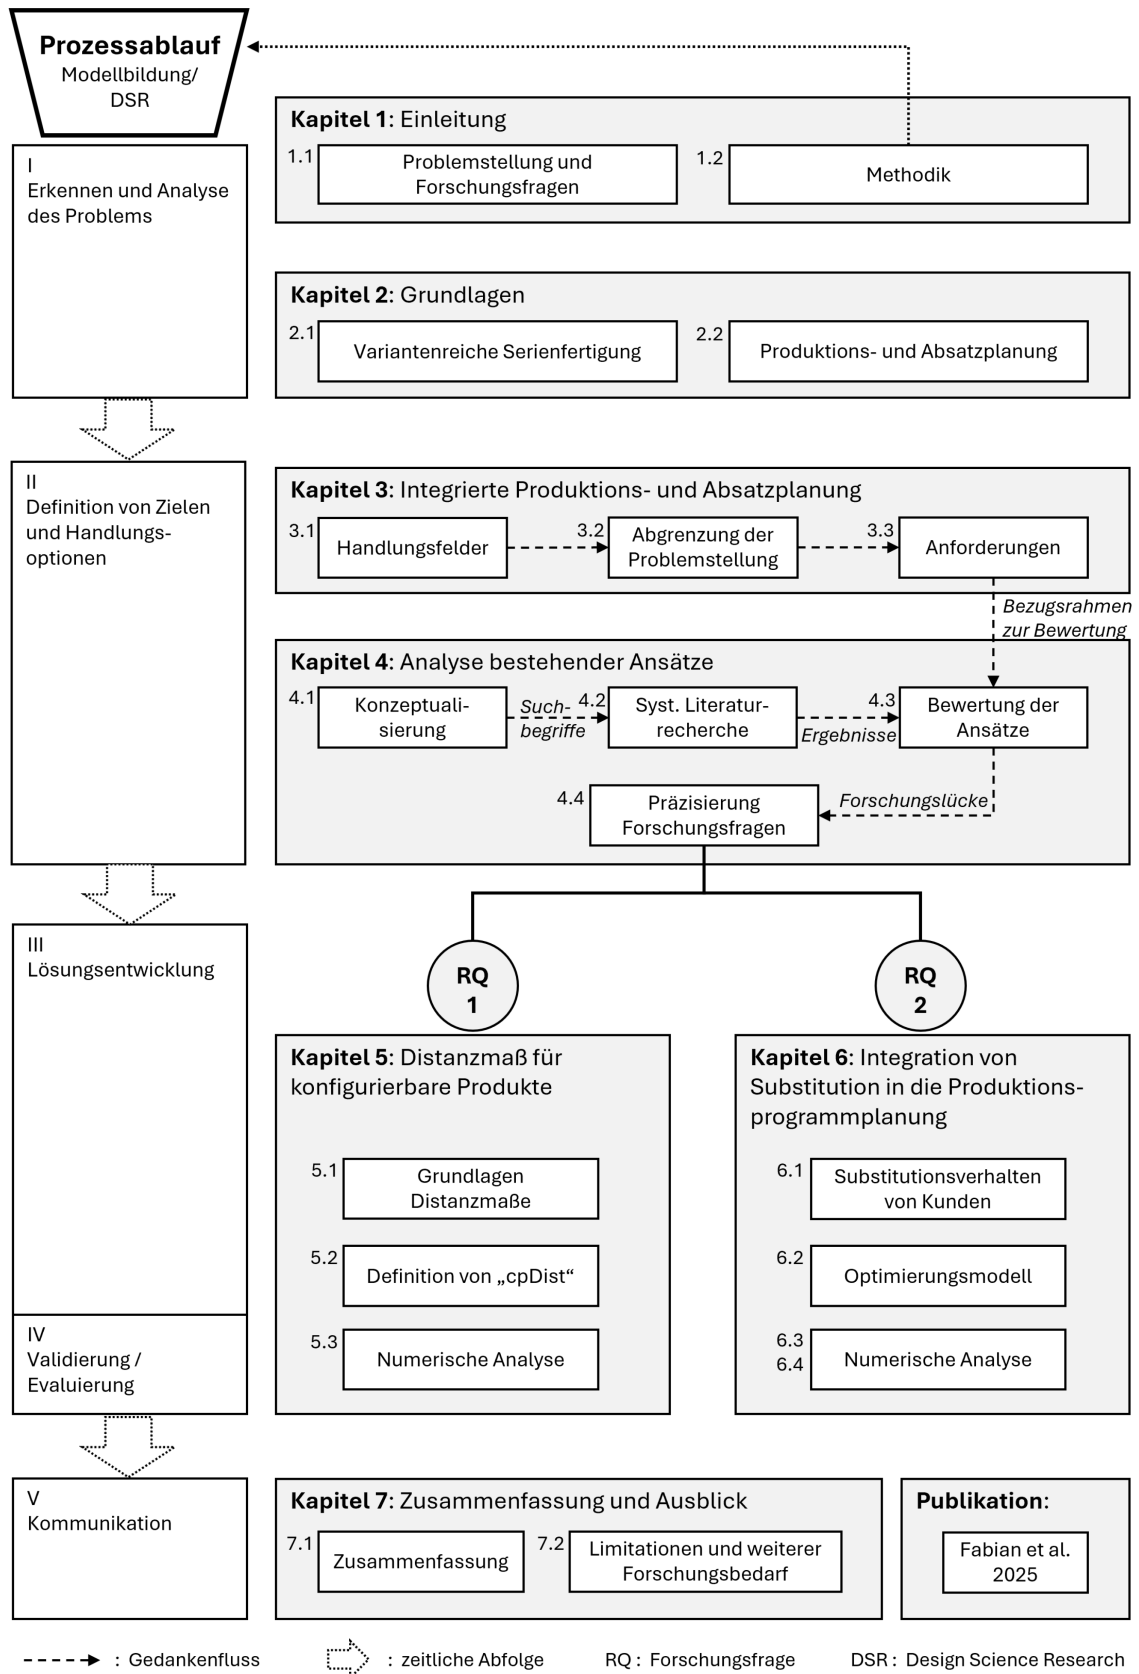 Prozessablauf
Modellbildung/
DSR
Kapitel 1: Einleitung
1.1
Problemstellung und
Forschungsfragen
1.2
Methodik
I
Erkennen und Analyse
des Problems
Kapitel 2: Grundlagen
2.1
Variantenreiche Serienfertigung
2.2
Produktions- und Absatzplanung
II
Definition von Zielen
und Handlungs-
optionen
Kapitel 3: Integrierte Produktions- und Absatzplanung
3.1
Handlungsfelder
3.2
Abgrenzung der
Problemstellung
3.3
Anforderungen
Bezugsrahmen
zur Bewertung
Kapitel 4: Analyse bestehender Ansätze
4.1
Konzeptuali-
sierung
Such-
begriffe
4.2
Syst. Literatur-
recherche
Ergebnisse
4.3
Bewertung der
Ansätze
Forschungslücke
4.4
Präzisierung
Forschungsfragen
III
Lösungsentwicklung
RQ
1
RQ
2
Kapitel 5: Distanzmaß für
konfigurierbare Produkte
5.1
Grundlagen
Distanzmaße
5.2
Definition von „cpDist“
5.3
Numerische Analyse
Kapitel 6: Integration von
Substitution in die Produktions-
programmplanung
6.1
Substitutionsverhalten
von Kunden
6.2
Optimierungsmodell
6.3
6.4
Numerische Analyse
IV
Validierung /
Evaluierung
V
Kommunikation
Kapitel 7: Zusammenfassung und Ausblick
7.1
Zusammenfassung
7.2
Limitationen und weiterer
Forschungsbedarf
Publikation:
Fabian et al.
2025
: Gedankenfluss
: zeitliche Abfolge
RQ : Forschungsfrage
DSR : Design Science Research